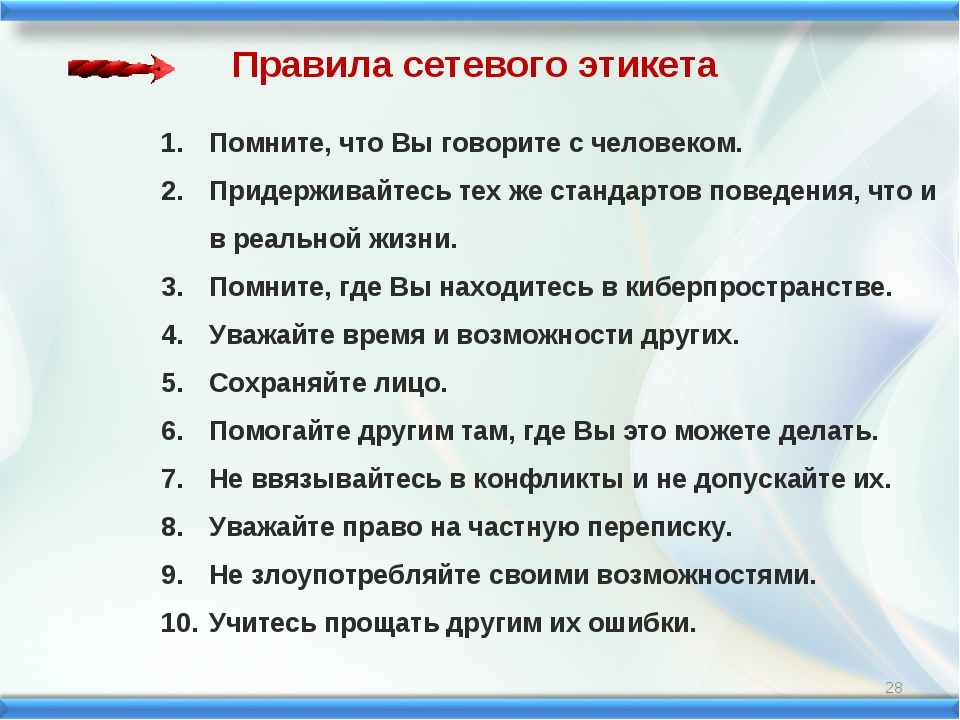 Правила сетевого этикета
1. Помните, что Вы говорите с человеком.
2. Придерживайтесь тех же стандартов поведения, что и
в реальной жизни.
3. Помните, где Вы находитесь в киберпространстве.
4. Уважайте время и возможности других.
5. Сохраняйте лицо.
6. Помогайте другим там, где Вы это можете делать.
7. Не ввязывайтесь в конфликты и не допускайте их.
8. Уважайте право на частную переписку.
9. Не злоупотребляйте своими возможностями.
10. Учитесь прощать другим их ошибки.
28